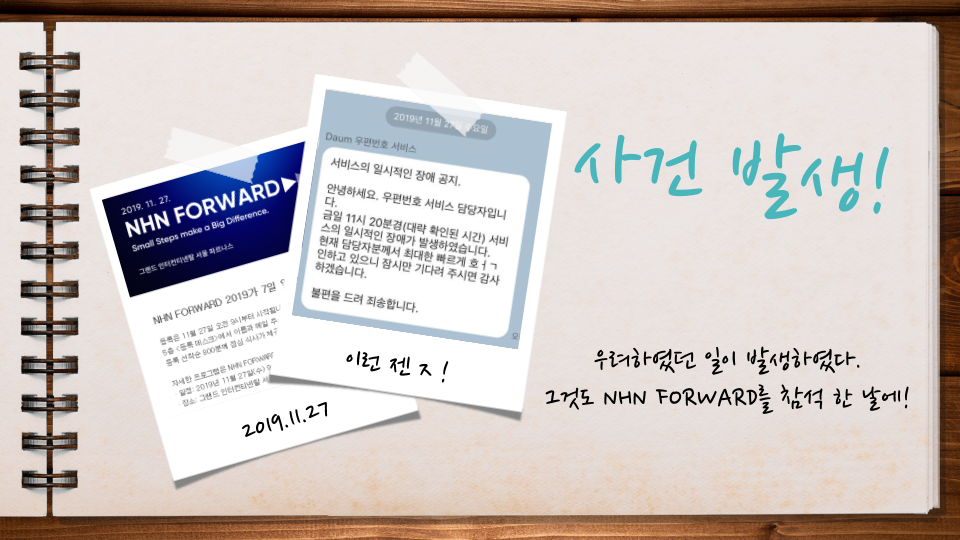 사건 발생!
2019. 11. 27.
NHN FORWARD▶
Small Steps make a Big Difference.
그랜드 인터컨티넨탈 서울 파르나스
NHN FORWARD 2019가 7일
등록은 11월 27일 오전 9시부터 시작됩니
5층 <등록 데스크>에서 이름과 메일 주
등록 선착순 800분께 점심 식사가 제공
자세한 프로그램은 NHN FORWARD
일정: 2019년 11월 27일(수)
장소: 그랜드 인터컨티넨탈 서
2019.11.27
2019년 11월 27일 요일
Daum 우편번호 서비스
서비스의 일시적인 장애 공지.
안녕하세요. 우편번호 서비스 담당자입니
다.
금일 11시 20분경(대략 확인된 시간) 서비
스의 일시적인 장애가 발생하였습니다.
현재 담당자분께서 최대한 빠르게 호ㅓㄱ
인하고 있으니 잠시만 기다려 주시면 감사
하겠습니다.
불편을 드려 죄송합니다.
오
이런 젠ㅈ!
우려하였던 일이 발생하였다.
그것도 NHN FORWARD를 참석 한 날에!